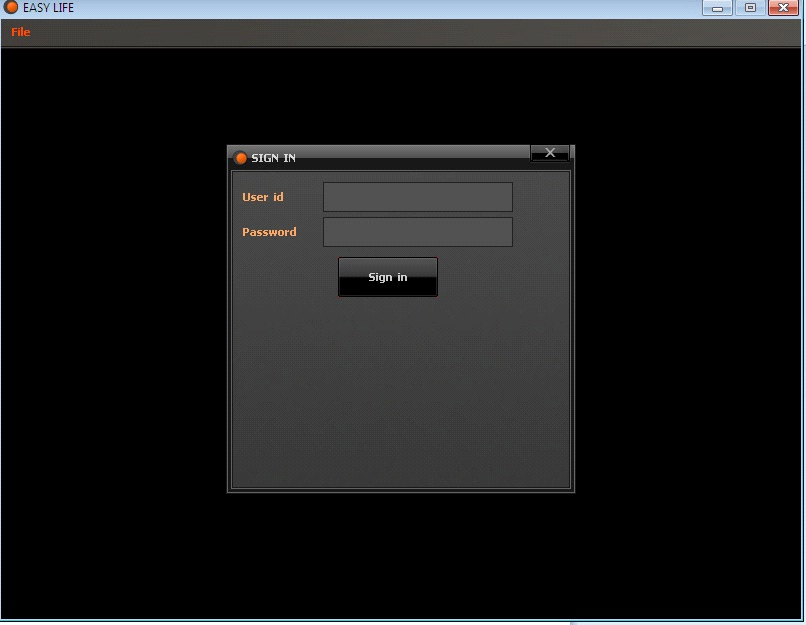 EASY LIFE
File
SIGN IN
User id
Password
Sign in